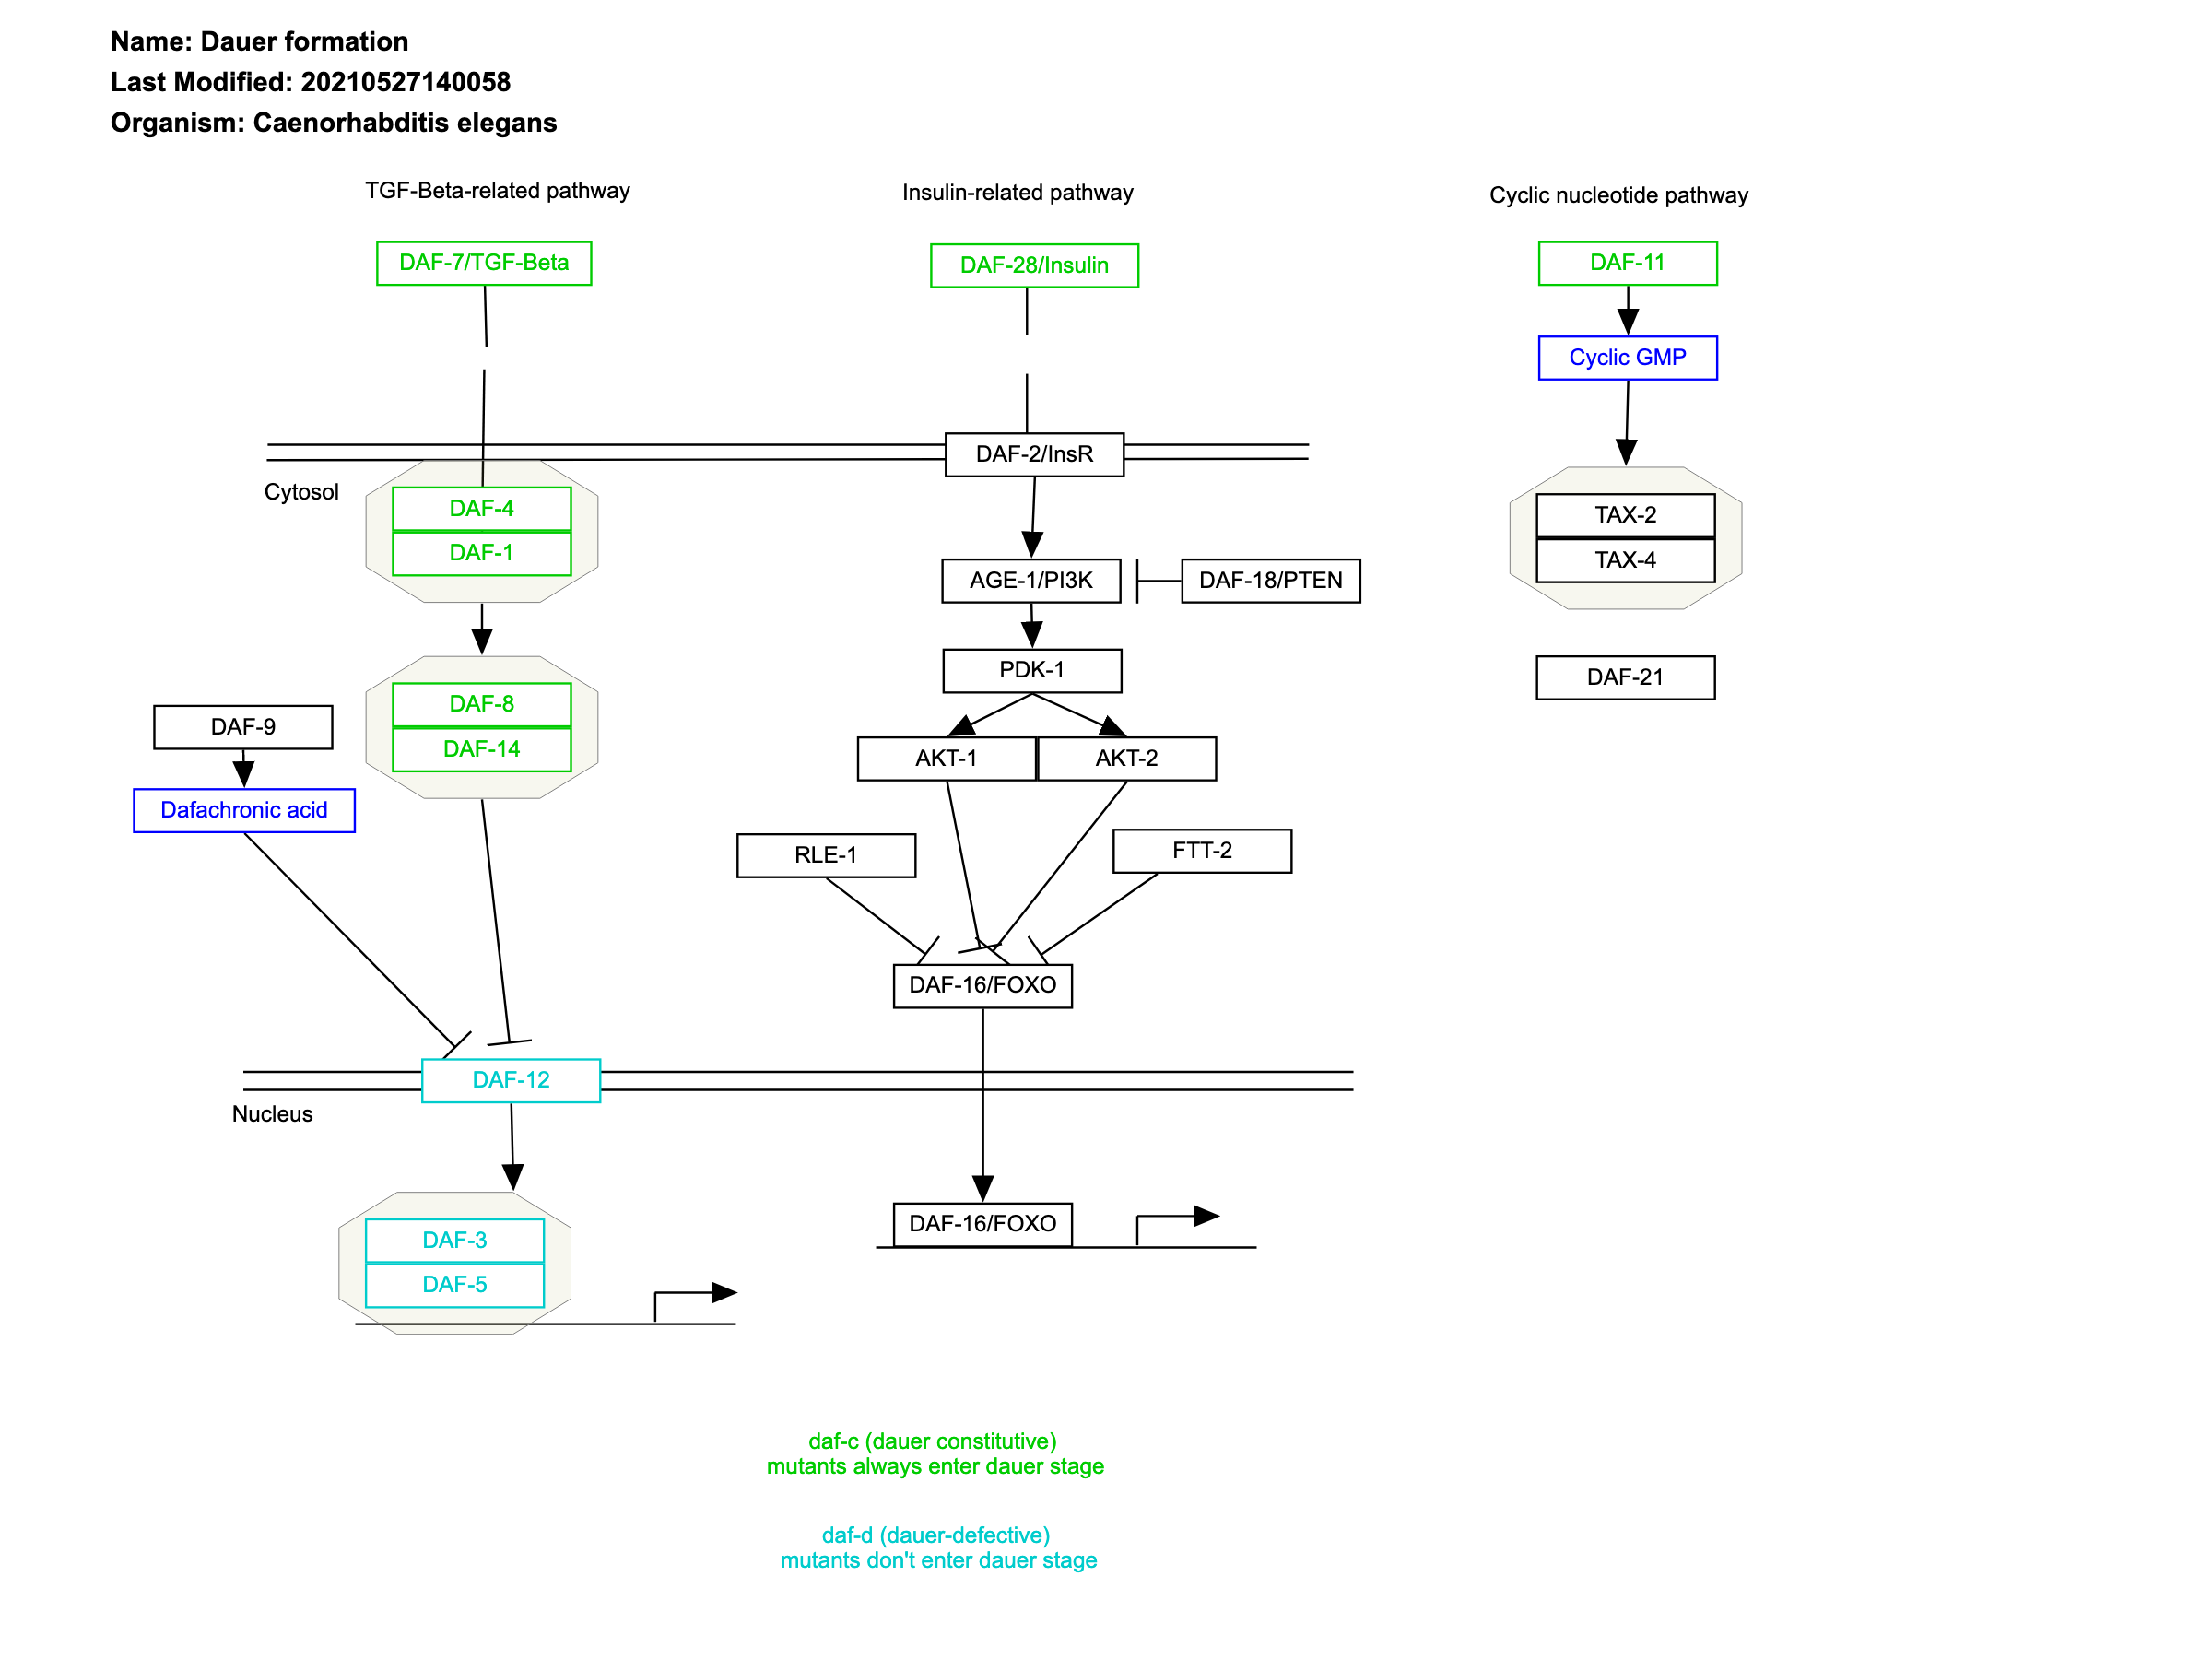 Name: Dauer formation
Last Modified: 20210527140058
Organism: Caenorhabditis elegans
TGF-Beta-related pathway
Insulin-related pathway
Cyclic nucleotide pathway
DAF-7/TGF-Beta
DAF-28/Insulin
DAF-11
Cyclic GMP
DAF-2/InsR
Cytosol
DAF-4
DAF-1
TAX-2
TAX-4
AGE-1/PI3K
DAF-18/PTEN
PDK-1
DAF-21
DAF-8
DAF-14
DAF-9
Dafachronic acid
AKT-1
AKT-2
RLE-1
FTT-2
DAF-16/FOXO
DAF-12
Nucleus
DAF-3
DAF-5
DAF-16/FOXO
daf-c (dauer constitutive)
mutants always enter dauer stage
daf-d (dauer-defective)
mutants don't enter dauer stage